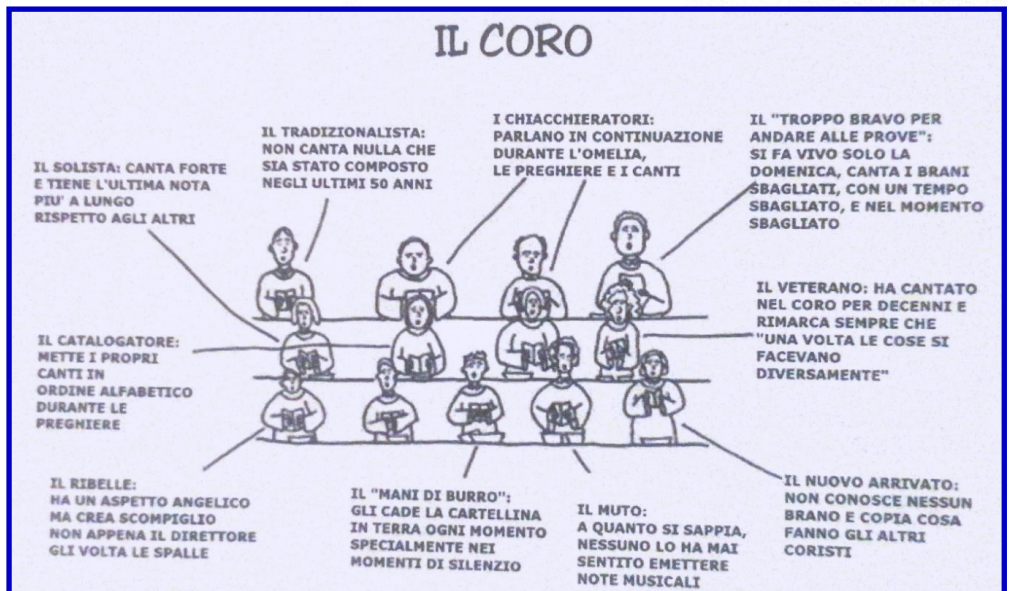 IL CORO
IL SOLISTA: CANTA FORTE
E TIENE L'ULTIMA NOTA
PIU' A LUNGO
RISPETTO AGLI ALTRI
IL TRADIZIONALISTA:
NON CANTA NULLA CHE
SIA STATO COMPOSTO
NEGLI ULTIMI 50 ANNI
I CHIACCHIERATORI:
PARLANO IN CONTINUAZIONE
DURANTE L'OMELIA,
LE PREGHIERE E I CANTI
IL "TROPPO BRAVO PER
ANDARE ALLE PROVE":
SI FA VIVO SOLO LA
DOMENICA, CANTA I BRANI
SBAGLIATI, CON UN TEMPO
SBAGLIATO, E NEL MOMENTO
SBAGLIATO
IL CATALOGATORE:
METTE I PROPRI
CANTI IN
ORDINE ALFABETICO
DURANTE LE
PREGHIERE
IL VETERANO: HA CANTATO
NEL CORO PER DECENNI E
RIMARCA SEMPRE CHE
"UNA VOLTA LE COSE SI
FACEVANO
DIVERSAMENTE"
IL RIBELLE:
HA UN ASPETTO ANGELICO
MA CREA SCOMPIGLIO
NON APPENA IL DIRETTORE
GLI VOLTA LE SPALLE
IL "MANI DI BURRO":
GLI CADE LA CARTELLINA
IN TERRA OGNI MOMENTO
SPECIALMENTE NEI
MOMENTI DI SILENZIO
IL MUTO:
A QUANTO SI SAPPIA,
NESSUNO LO HA MAI
SENTITO EMETTERE
NOTE MUSICALI
IL NUOVO ARRIVATO:
NON CONOSCE NESSUN
BRANO E COPIA COSA
FANNO GLI ALTRI
CORISTI